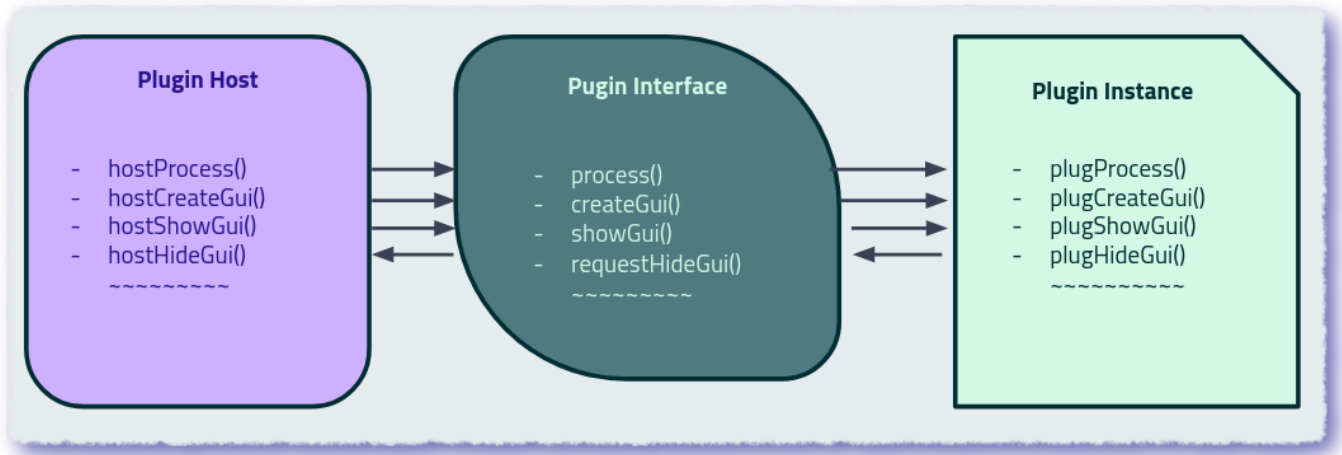 Plugin Host
- hostProcess()
- hostCreateGui()
- hostShowGui()
- hostHideGui()
~~~~~~~~~
Pugin Interface
- process()
- createGui()
- showGui()
- requestHideGui()
~~~~~~~~~
Plugin Instance
- plugProcess()
- plugCreateGui()
- plugShowGui()
- plugHideGui()
~~~~~~~~~~